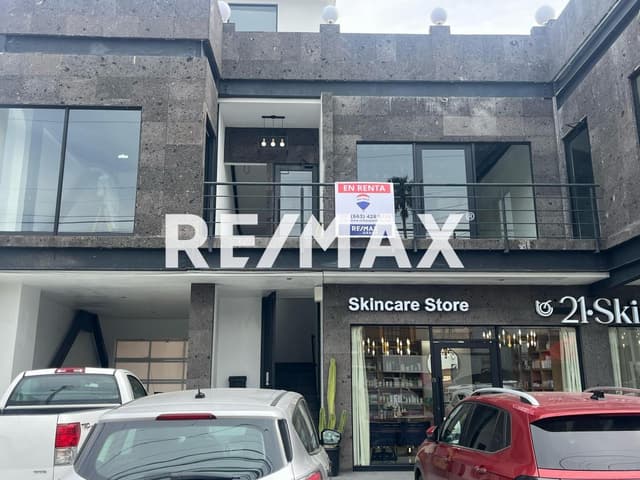 EN RENTA
RE/MAX
RE/MAX®
Skincare Store
21·Ski